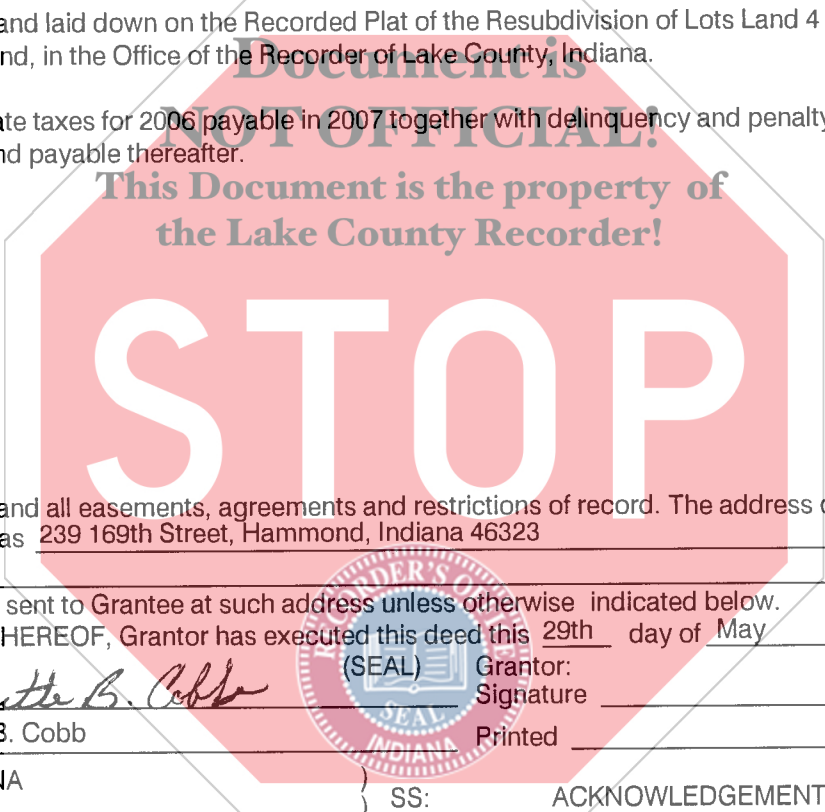 and laid down on the Recorded Plat of the Resubdivision of Lots Land 4
nd, in the Office of the Recorder of Lake County, Indiana.
Document is
te taxes for 2006 payable in 2007 together with delinquency and penalty
NOT OFFICIAL!
nd payable thereafter.
This Document is the property of
the Lake County Recorder!
STOP
and all easements, agreements and restrictions of record. The address
as 239 169th Street, Hammond, Indiana 46323
sent to Grantee at such address unless otherwise indicated below.
HEREOF, Grantor has executed this deed this 29th day of May
(SEAL) Grantor:
tte B. Cobb Signature
B. Cobb Printed
NA
SS: ACKNOWLEDGEMENT
RECORDER'S OFFICE
SEAL
INDIANA